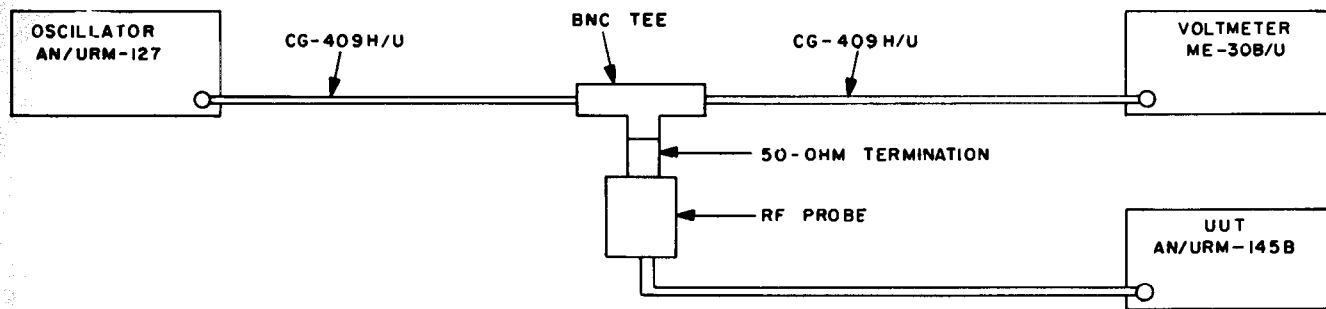 OSCILLATOR
AN/URM-127
CG-409H/U
BNC TEE
CG-409H/U
VOLTMETER
ME-30B/U
50-OHM TERMINATION
RF PROBE
UUT
AN/URM-145B